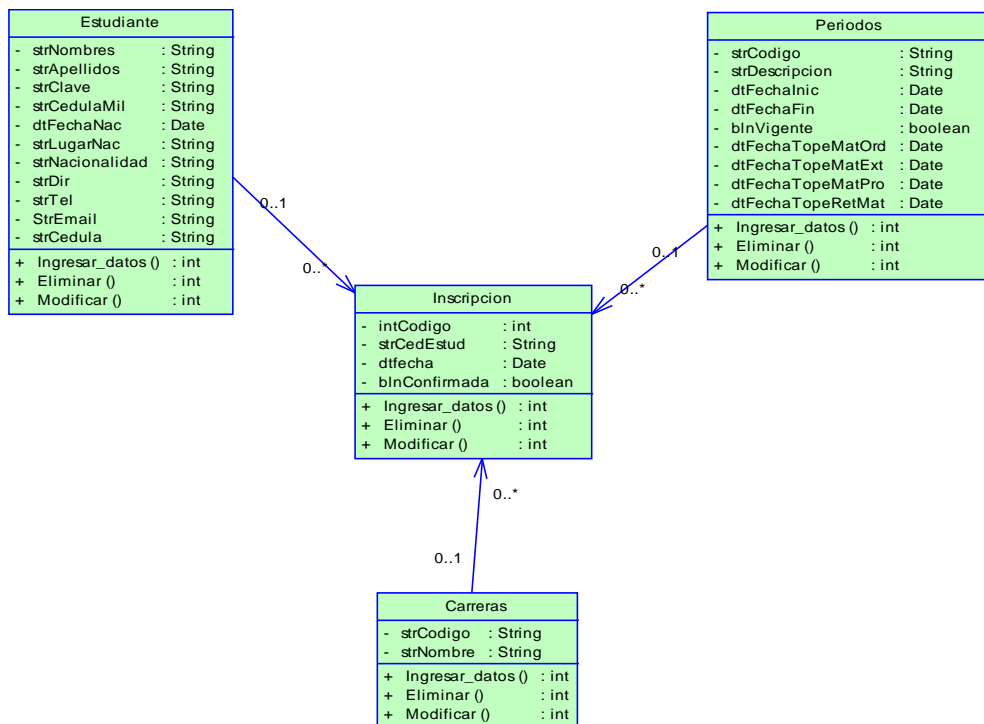 Estudiante
- strNombres : String
- strApellidos : String
- strClave : String
- strCedulaMil : String
- dtFechaNac : Date
- strLugarNac : String
- strNacionalidad : String
- strDir : String
- strTel : String
- StrEmail : String
- strCedula : String
+ Ingresar_datos () : int
+ Eliminar () : int
+ Modificar () : int
Periodos
- strCodigo : String
- strDescripcion : String
- dtFechaInic : Date
- dtFechaFin : Date
- blnVigente : boolean
- dtFechaTopeMatOrd : Date
- dtFechaTopeMatExt : Date
- dtFechaTopeMatPro : Date
- dtFechaTopeRetMat : Date
+ Ingresar_datos () : int
+ Eliminar () : int
+ Modificar () : int
0..1
0..*
0..1
0..*
Inscripcion
- intCodigo : int
- strCedEstud : String
- dtfecha : Date
- blnConfirmada : boolean
+ Ingresar_datos () : int
+ Eliminar () : int
+ Modificar () : int
0..*
0..1
Carreras
- strCodigo : String
- strNombre : String
+ Ingresar_datos () : int
+ Eliminar () : int
+ Modificar () : int